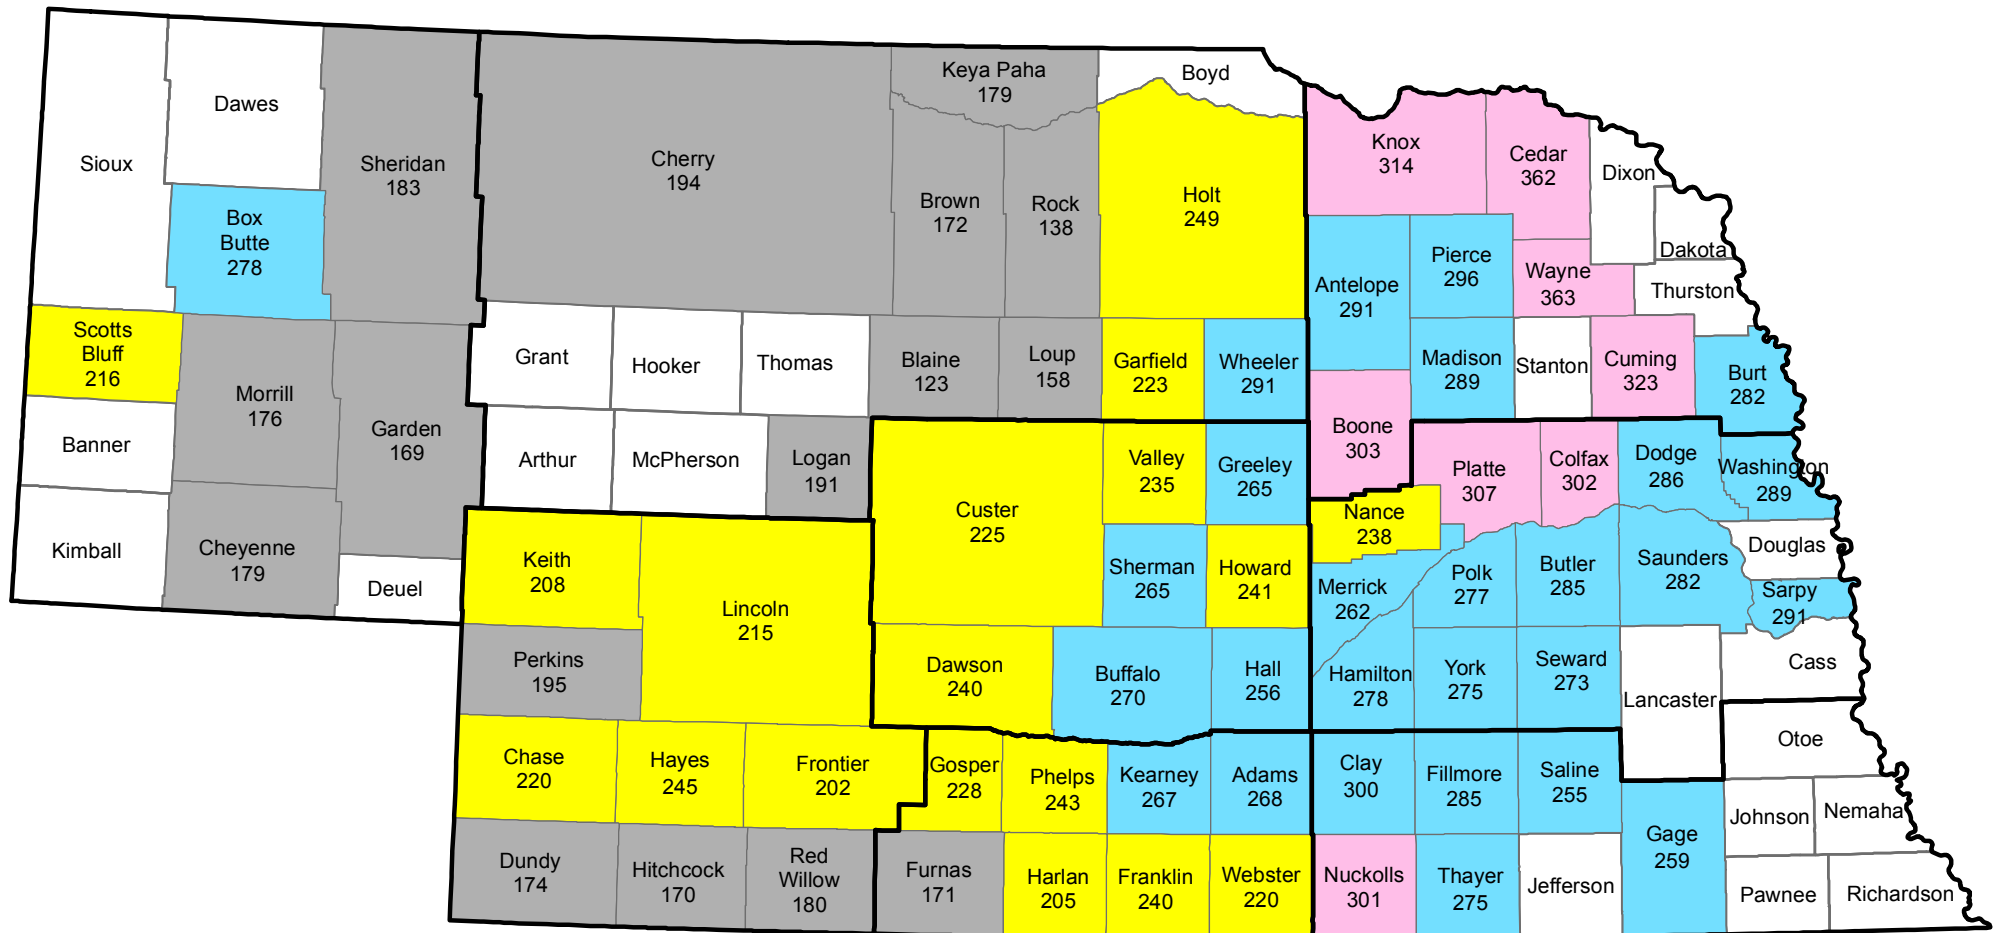 Sioux
Dawes
Sheridan
183
Box
Butte
278
Scotts
Bluff
216
Morrill
176
Garden
169
Banner
Kimball
Cheyenne
179
Deuel
Cherry
194
Keya Paha
179
Boyd
Brown
172
Rock
138
Holt
249
Grant
Hooker
Thomas
Blaine
123
Loup
158
Garfield
223
Wheeler
291
Arthur
McPherson
Logan
191
Knox
314
Cedar
362
Dixon
Dakota
Antelope
291
Pierce
296
Wayne
363
Thurston
Madison
289
Stanton
Cuming
323
Burt
282
Boone
303
Custer
225
Valley
235
Greeley
265
Sherman
265
Howard
241
Dawson
240
Buffalo
270
Hall
256
Platte
307
Colfax
302
Dodge
286
Washington
289
Nance
238
Merrick
262
Polk
277
Butler
285
Saunders
282
Douglas
Sarpy
291
Hamilton
278
York
275
Seward
273
Lancaster
Cass
Keith
208
Lincoln
215
Perkins
195
Chase
220
Hayes
245
Frontier
202
Dundy
174
Hitchcock
170
Red
Willow
180
Gosper
228
Phelps
243
Kearney
267
Adams
268
Furnas
171
Harlan
205
Franklin
240
Webster
220
Clay
300
Fillmore
285
Saline
255
Nuckolls
301
Thayer
275
Jefferson
Gage
259
Otoe
Johnson
Nemaha
Pawnee
Richardson